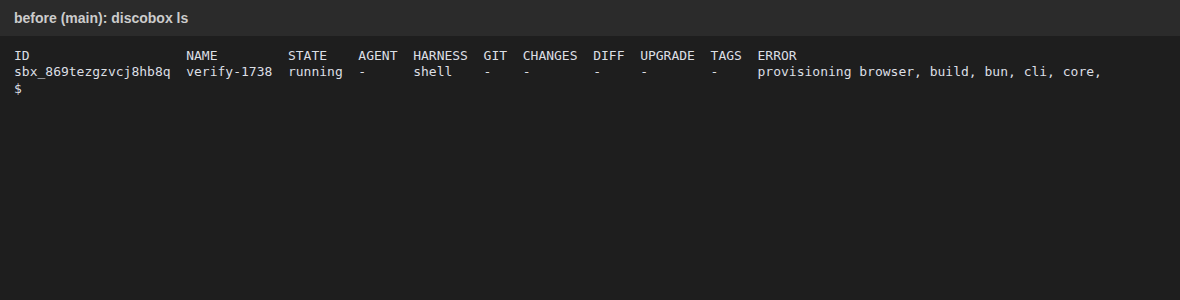 before (main): discobox ls
ID NAME STATE AGENT HARNESS GIT CHANGES DIFF UPGRADE TAGS ERROR
sbx_869tezgzvcj8hb8q verify-1738 running - shell - - - - - provisioning browser, build, bun, cli, core,
$